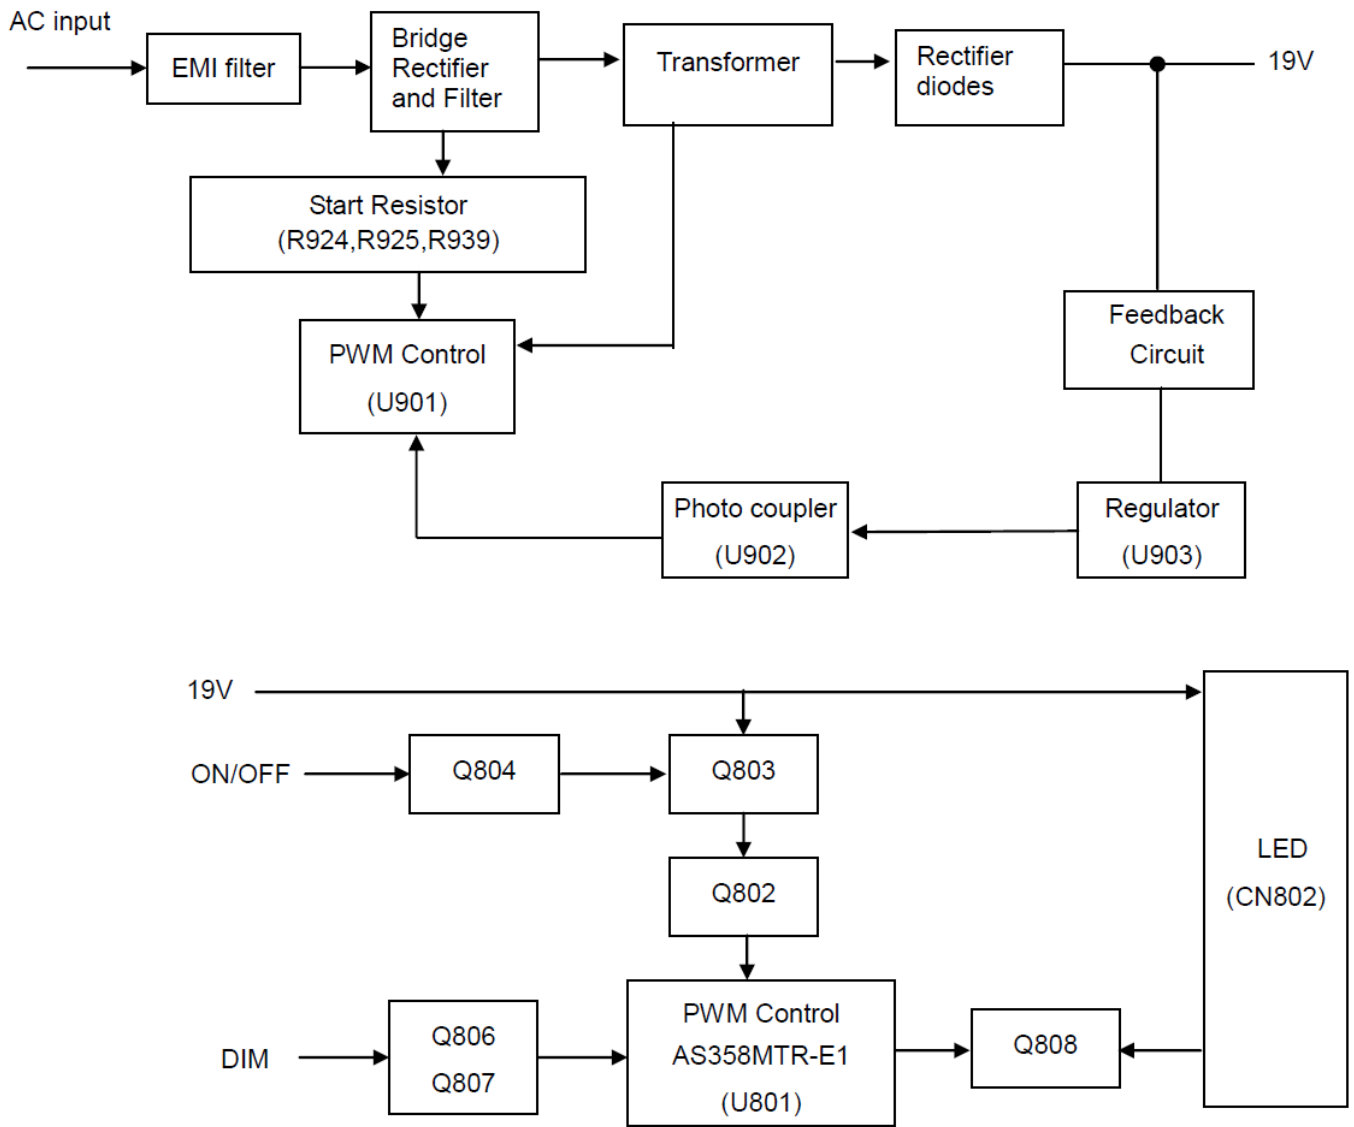 AC input
EMI filter
Bridge
Rectifier
and Filter
Transformer
Rectifier
diodes
19V
Start Resistor
(R924,R925,R939)
PWM Control
(U901)
Feedback
Circuit
Photo coupler
(U902)
Regulator
(U903)
19V
ON/OFF
Q804
Q803
Q802
LED
(CN802)
DIM
Q806
Q807
PWM Control
AS358MTR-E1
(U801)
Q808